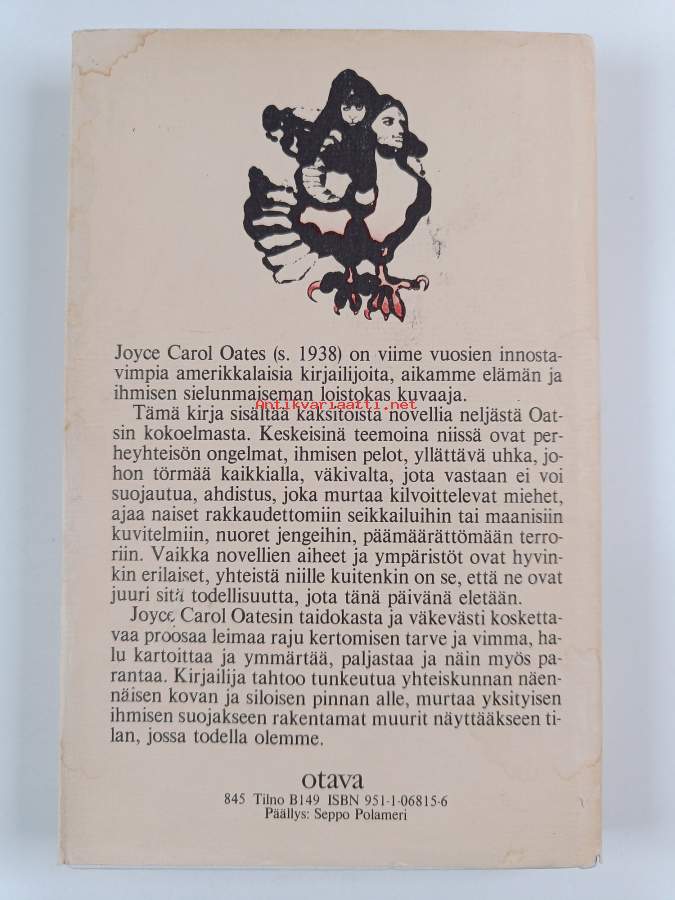 Joyce Carol Oates (s. 1938) on viime vuosien innosta-
vimpia amerikkalaisia kirjailijoita, aikamme elämän ja
ihmisen sielunmaiseman loistokas kuvaaja.
Antikvariaatti.net
Tämä kirja sisältää kaksitoista novellia neljästä Oat-
sin kokoelmasta. Keskeisinä teemoina niissä ovat per-
heyhteisön ongelmat, ihmisen pelot, yllättävä uhka, jo-
hon törmää kaikkialla, väkivalta, jota vastaan ei voi
suojautua, ahdistus, joka murtaa kilvoittelevat miehet,
ajaa naiset rakkaudettomiin seikkailuihin tai maanisiin
kuvitelmiin, nuoret jengeihin, päämäärättömään terro-
riin. Vaikka novellien aiheet ja ympäristöt ovat hyvin-
kin erilaiset, yhteistä niille kuitenkin on se, että ne ovat
juuri sitä todellisuutta, jota tänä päivänä eletään.
Joyce Carol Oatesin taidokasta ja väkevästi koskettа-
vaa proosaa leimaa raju kertomisen tarve ja vimma, ha-
lu kartoittaa ja ymmärtää, paljastaa ja näin myös pa-
rantaa. Kirjailija tahtoo tunkeutua yhteiskunnan näen-
näisen kovan ja siloisen pinnan alle, murtaa yksityisen
ihmisen suojakseen rakentamat muurit näyttääkseen ti-
lan, jossa todella olemme.
otava
845 Tilno B149 ISBN 951-1-06815-6
Päällys: Seppo Polameri